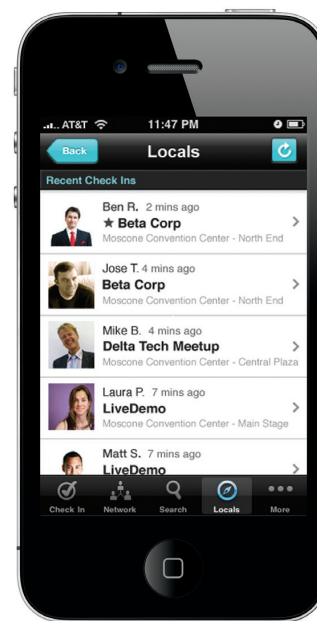 AT&T 11:47 PM
Back Locals
Recent Check Ins
Ben R. 2 mins ago
★ Beta Corp
Moscone Convention Center - North End
Jose T. 4 mins ago
Beta Corp
Moscone Convention Center - North End
Mike B. 4 mins ago
Delta Tech Meetup
Moscone Convention Center - Central Plaza
Laura P. 7 mins ago
LiveDemo
Moscone Convention Center - Main Stage
Matt S. 7 mins ago
LiveDemo
Check In Network Search Locals More